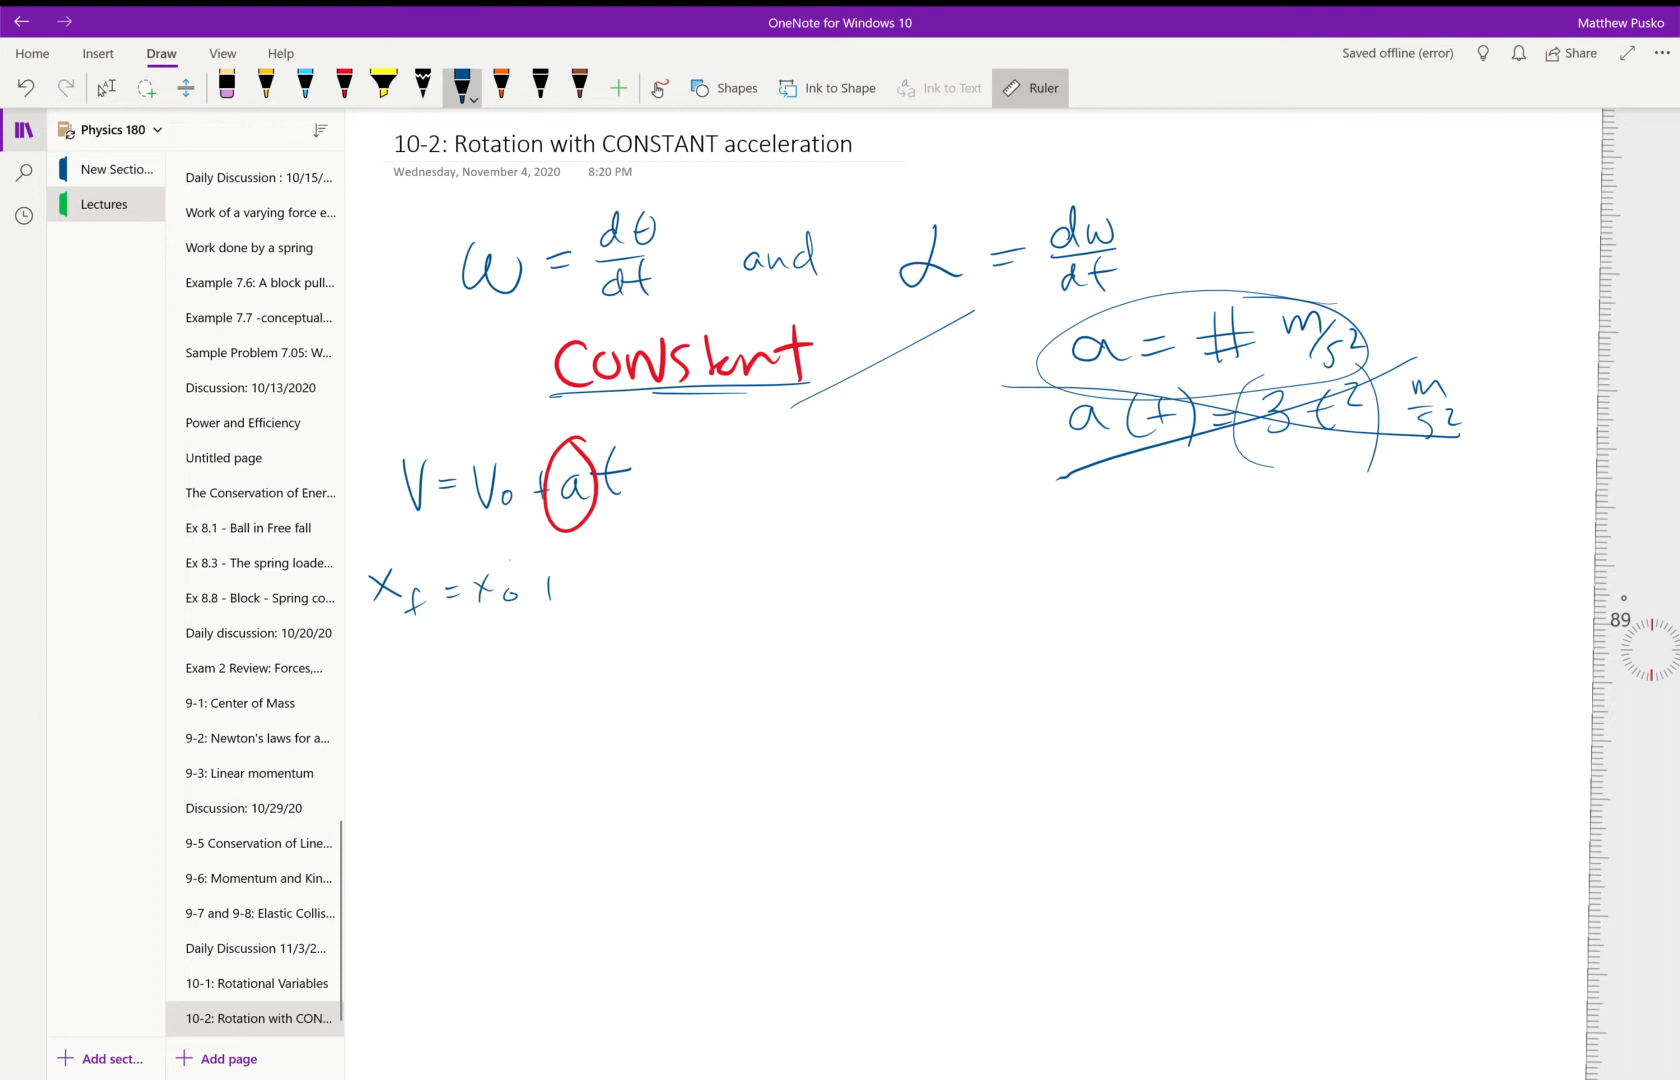 OneNote for Windows 10
Matthew Pusko
Home Insert Draw View Help
Saved offline (error)
Share
Shapes
Ink to Shape
Ink to Text
Ruler
Physics 180
New Sectio...
Lectures
Daily Discussion : 10/15/...
Work of a varying force e...
Work done by a spring
Example 7.6: A block pull...
Example 7.7 -conceptual...
Sample Problem 7.05: W...
Discussion: 10/13/2020
Power and Efficiency
Untitled page
The Conservation of Ener...
Ex 8.1 - Ball in Free fall
Ex 8.3 - The spring loade...
Ex 8.8 - Block - Spring co...
Daily discussion: 10/20/20
Exam 2 Review: Forces,...
9-1: Center of Mass
9-2: Newton's laws for a...
9-3: Linear momentum
Discussion: 10/29/20
9-5 Conservation of Line...
9-6: Momentum and Kin...
9-7 and 9-8: Elastic Collis...
Daily Discussion 11/3/2...
10-1: Rotational Variables
10-2: Rotation with CON...
Add sect...
Add page
10-2: Rotation with CONSTANT acceleration
Wednesday, November 4, 2020 8:20 PM
ω = dθ/dt and α = dω/dt
Constant
a = # m/s²
a(t) = (3t²) m/s²
V = V₀ + at
x_f = x₀
89°